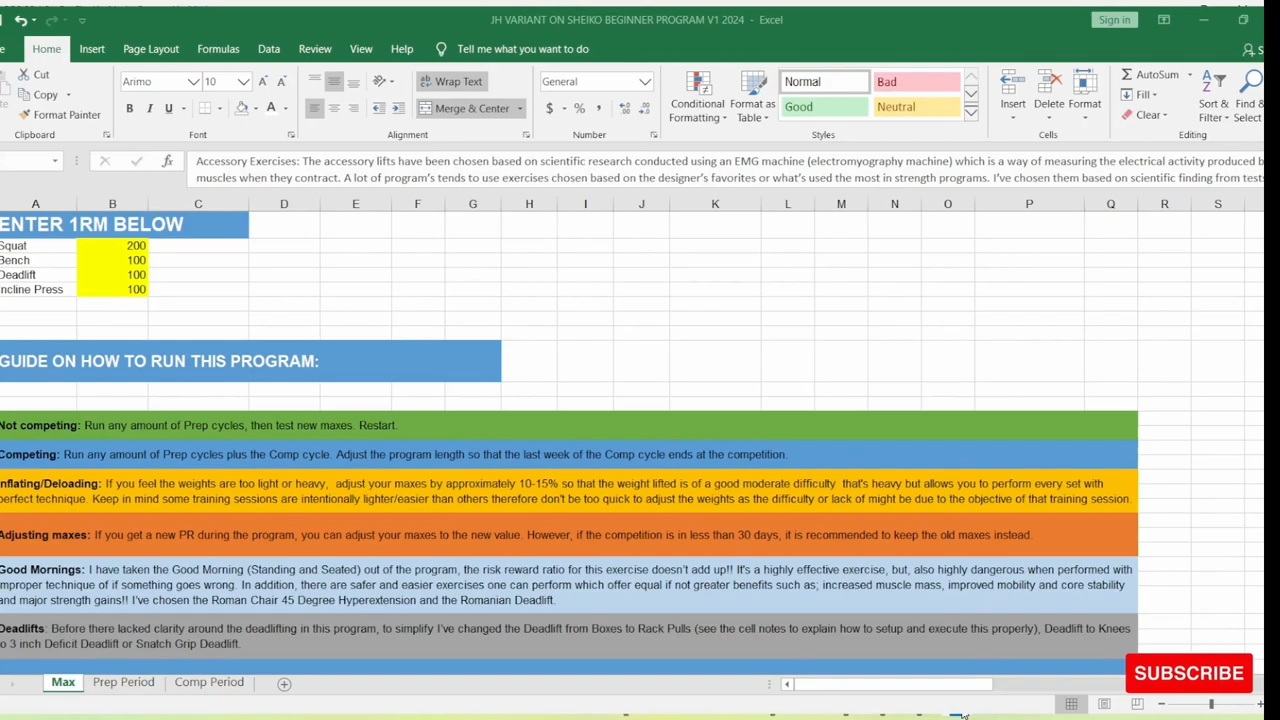 JH VARIANT ON SHEIKO BEGINNER PROGRAM V1 2024 - Excel
Sign in
Home Insert Page Layout Formulas Data Review View Help Tell me what you want to do
Cut
Copy
Format Painter
Clipboard
Arimo 10
B I U
Font
Wrap Text
Merge & Center
Alignment
General
$ % ,
Number
Conditional Formatting
Format as Table
Normal Bad
Good Neutral
Styles
Insert Delete Format
Cells
AutoSum
Fill
Clear
Sort & Filter
Find & Select
Editing
fx
Accessory Exercises: The accessory lifts have been chosen based on scientific research conducted using an EMG machine (electromyography machine) which is a way of measuring the electrical activity produced
muscles when they contract. A lot of program's tends to use exercises chosen based on the designer's favorites or what's used the most in strength programs. I've chosen them based on scientific finding from tests
A B C D E F G H I J K L M N O P Q R S
ENTER 1RM BELOW
Squat 200
Bench 100
Deadlift 100
Incline Press 100
GUIDE ON HOW TO RUN THIS PROGRAM:
Not competing: Run any amount of Prep cycles, then test new maxes. Restart.
Competing: Run any amount of Prep cycles plus the Comp cycle. Adjust the program length so that the last week of the Comp cycle ends at the competition.
Inflating/Deloading: If you feel the weights are too light or heavy, adjust your maxes by approximately 10-15% so that the weight lifted is of a good moderate difficulty that's heavy but allows you to perform every set with
perfect technique. Keep in mind some training sessions are intentionally lighter/easier than others therefore don't be too quick to adjust the weights as the difficulty or lack of might be due to the objective of that training session.
Adjusting maxes: If you get a new PR during the program, you can adjust your maxes to the new value. However, if the competition is in less than 30 days, it is recommended to keep the old maxes instead.
Good Mornings: I have taken the Good Morning (Standing and Seated) out of the program, the risk reward ratio for this exercise doesn't add up!! It's a highly effective exercise, but, also highly dangerous when performed with
improper technique of if something goes wrong. In addition, there are safer and easier exercises one can perform which offer equal if not greater benefits such as; increased muscle mass, improved mobility and core stability
and major strength gains!! I've chosen the Roman Chair 45 Degree Hyperextension and the Romanian Deadlift.
Deadlifts: Before there lacked clarity around the deadlifting in this program, to simplify I've changed the Deadlift from Boxes to Rack Pulls (see the cell notes to explain how to setup and execute this properly), Deadlift to Knees
to 3 inch Deficit Deadlift or Snatch Grip Deadlift.
SUBSCRIBE
Max Prep Period Comp Period